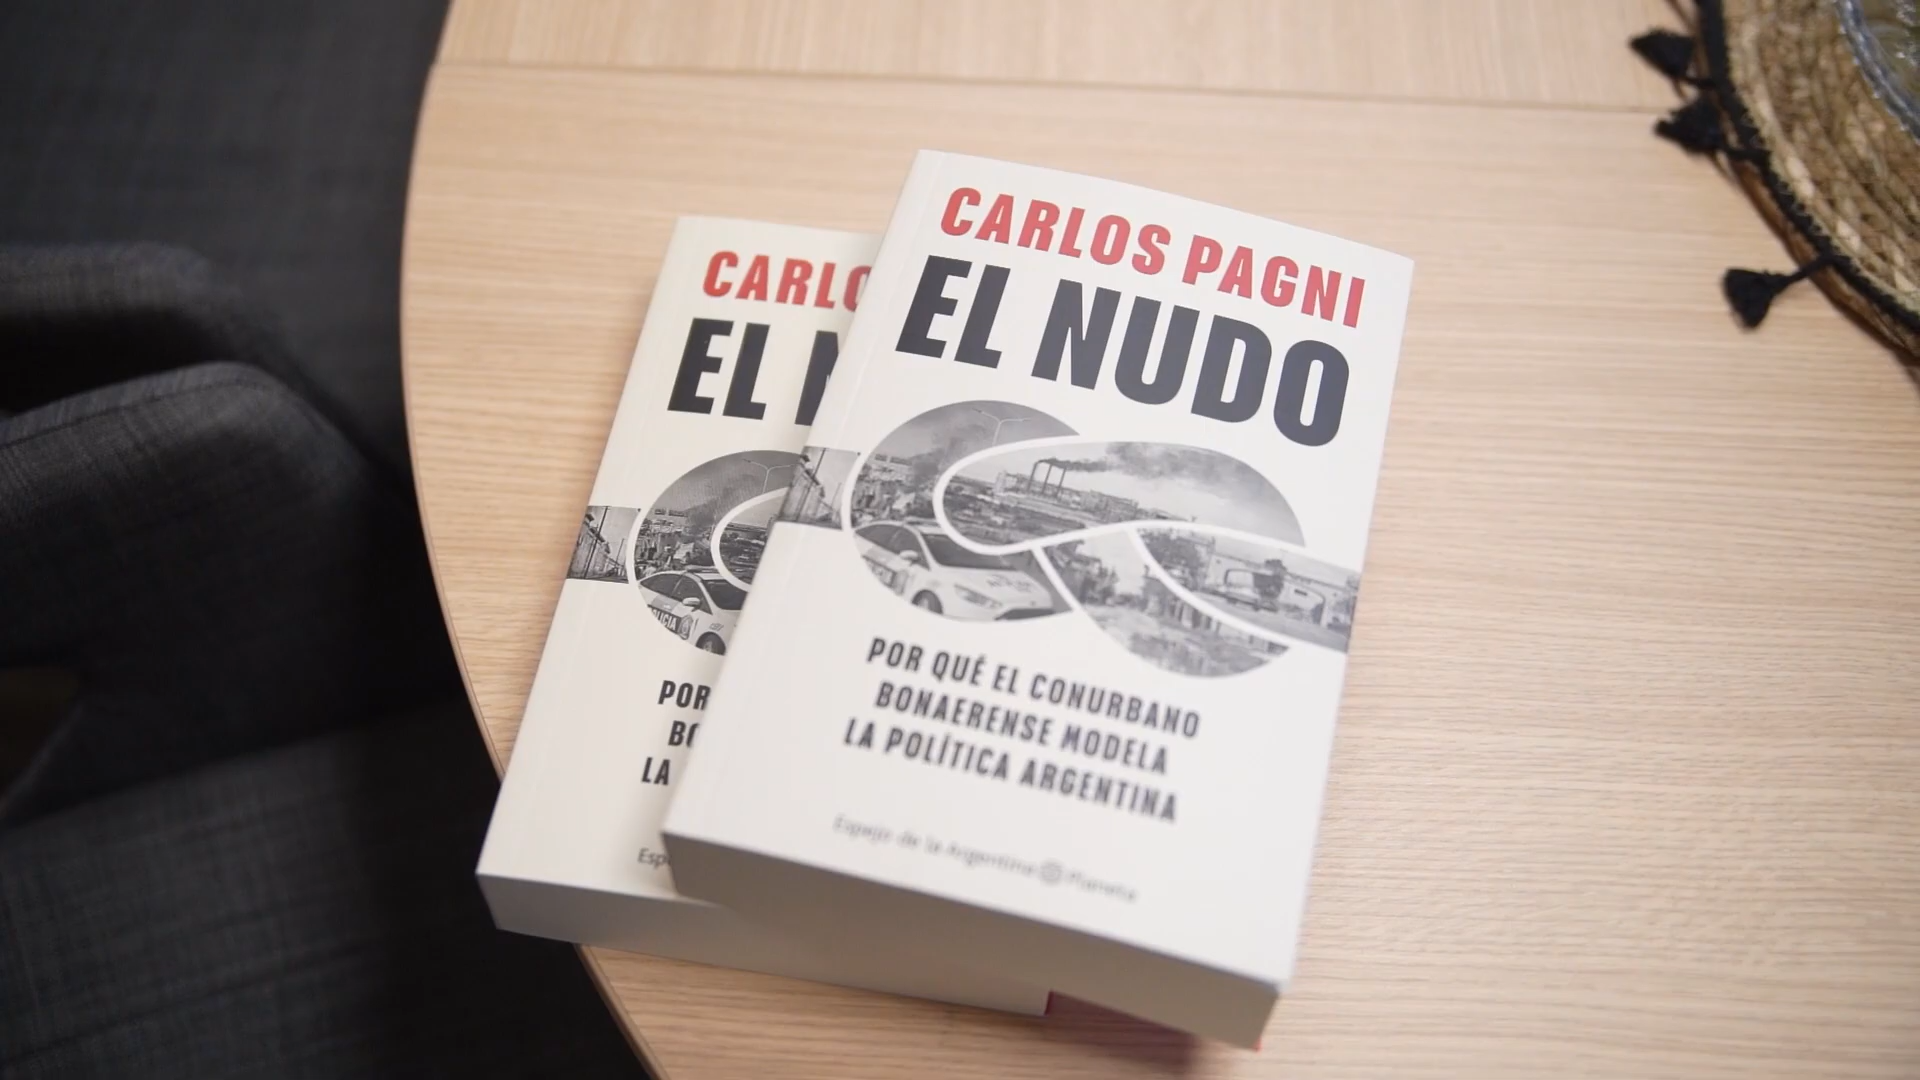 CARLOS PAGNI
EL NUDO
POR QUÉ EL CONURBANO
BONAERENSE MODELA
LA POLÍTICA ARGENTINA
Espejo de la Argentina Planeta
CARLO
EL N
POR
BO
LA
Esp